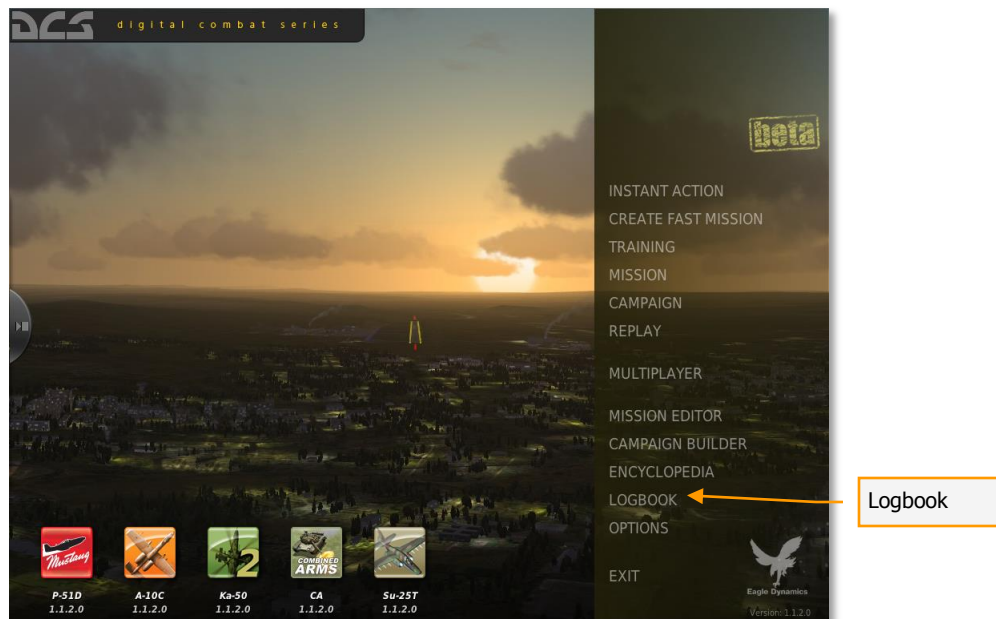 DCS digital combat series
beta
INSTANT ACTION
CREATE FAST MISSION
TRAINING
MISSION
CAMPAIGN
REPLAY
MULTIPLAYER
MISSION EDITOR
CAMPAIGN BUILDER
ENCYCLOPEDIA
LOGBOOK
Logbook
OPTIONS
EXIT
Mustang
2
COMBINED
ARMS
P-51D
A-10C
Ka-50
CA
Su-25T
1.1.2.0
1.1.2.0
1.1.2.0
1.1.2.0
1.1.2.0
Eagle Dynamics
Version: 1.1.2.0